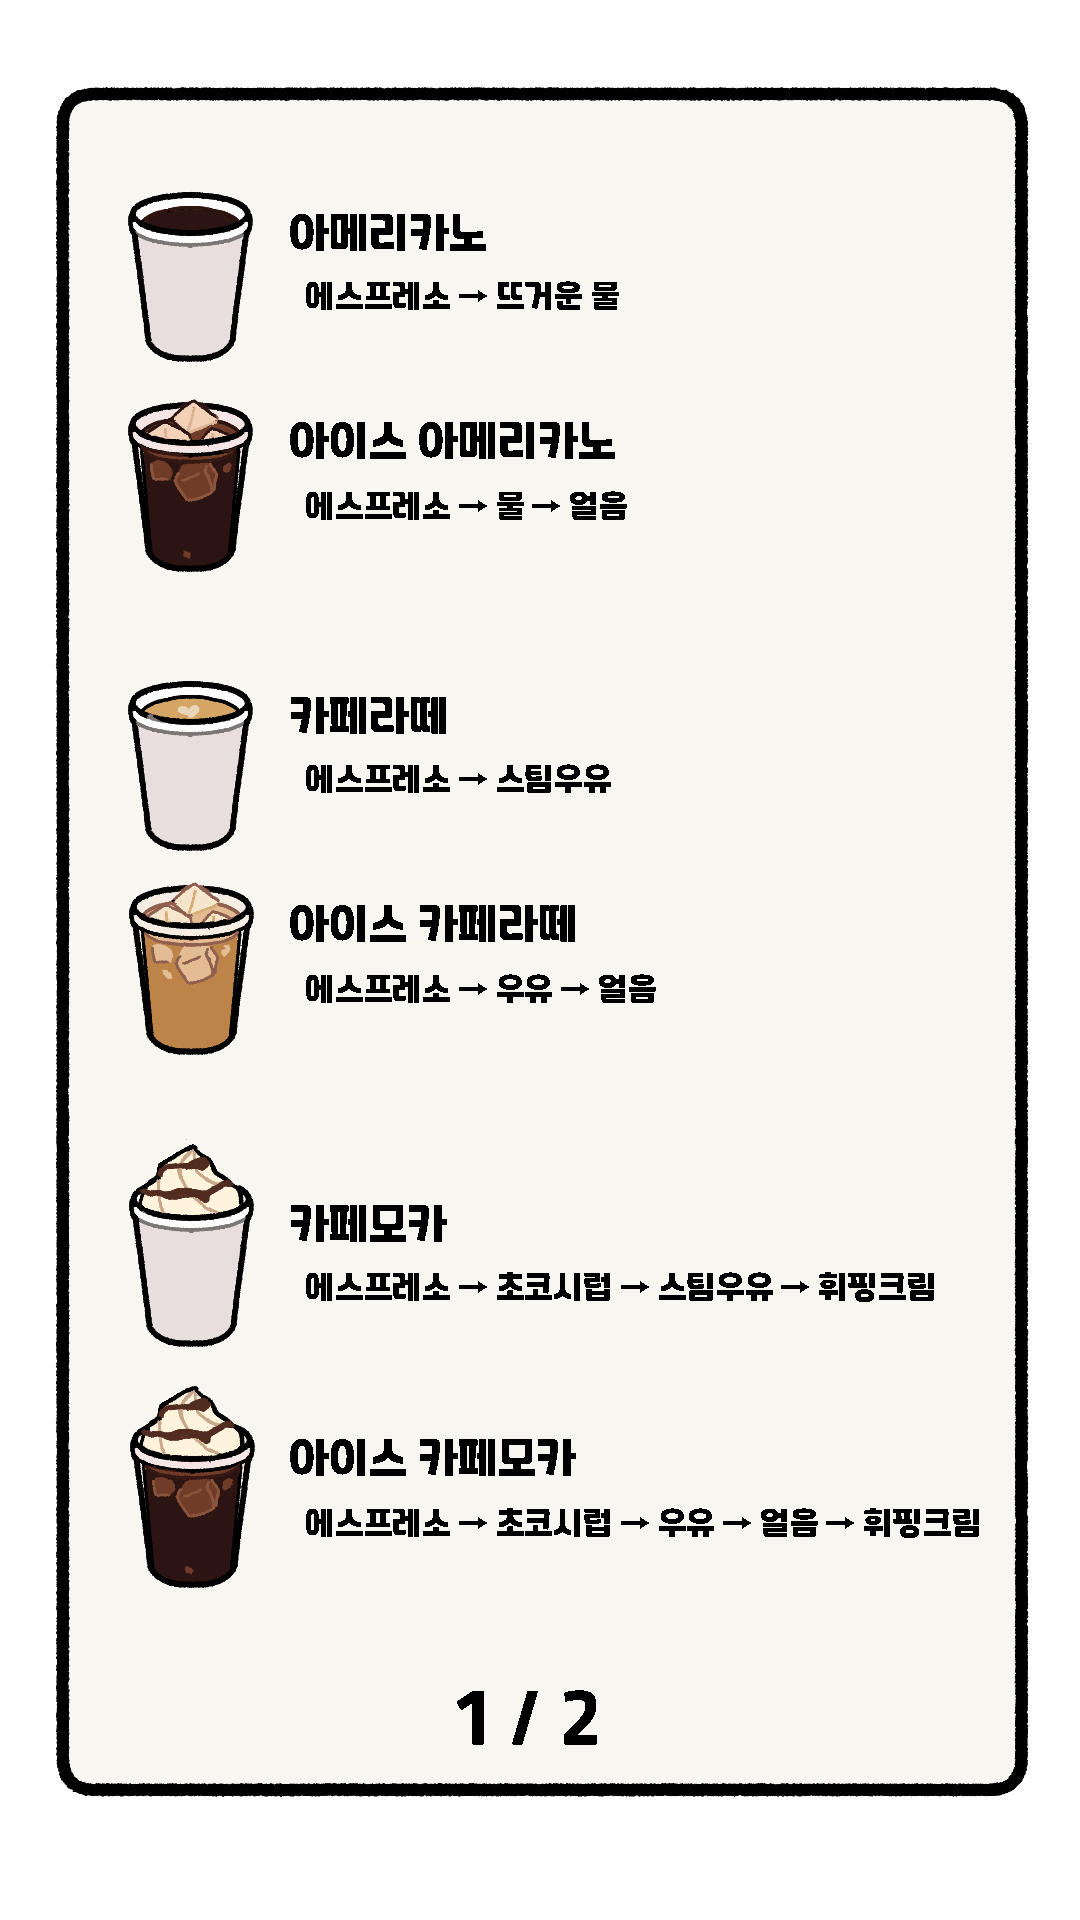 아메리카노
에스프레소 → 뜨거운 물
아이스 아메리카노
에스프레소 → 물 → 얼음
카페라떼
에스프레소 → 스팀우유
아이스 카페라떼
에스프레소 → 우유 → 얼음
카페모카
에스프레소 → 초코시럽 → 스팀우유 → 휘핑크림
아이스 카페모카
에스프레소 → 초코시럽 → 우유 → 얼음 → 휘핑크림
1 / 2